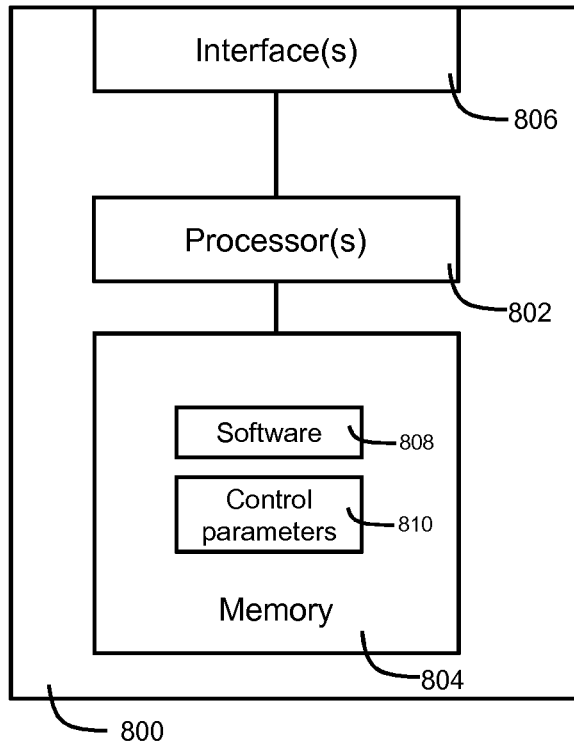 Interface(s)
806
Processor(s)
802
Software
808
Control
parameters
810
Memory
804
800